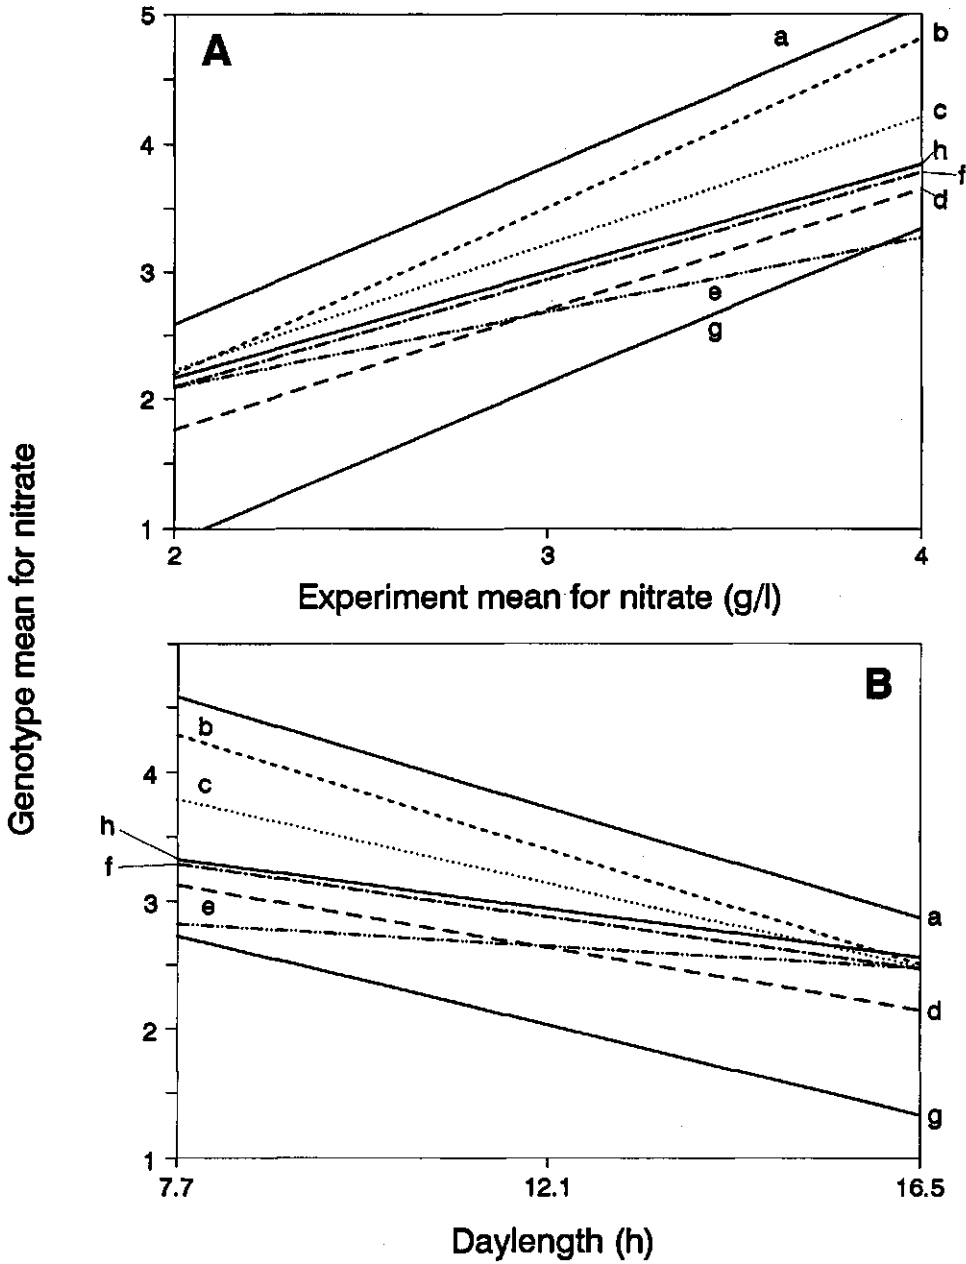 5
A
a
b
4
c
h
f
d
3
e
g
2
1
2
3
4
Experiment mean for nitrate (g/l)
Genotype mean for nitrate
B
b
4
c
h
f
3
e
a
d
2
g
1
7.7
12.1
16.5
Daylength (h)